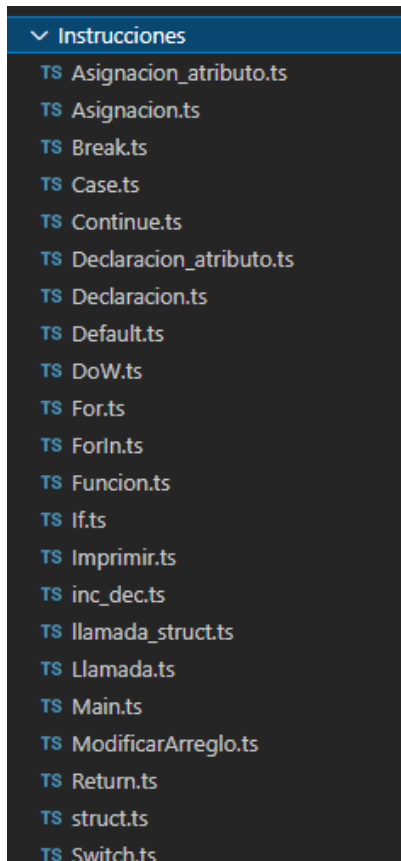 Instrucciones
TS Asignacion_atributo.ts
TS Asignacion.ts
TS Break.ts
TS Case.ts
TS Continue.ts
TS Declaracion_atributo.ts
TS Declaracion.ts
TS Default.ts
TS DoW.ts
TS For.ts
TS ForIn.ts
TS Funcion.ts
TS If.ts
TS Imprimir.ts
TS inc_dec.ts
TS llamada_struct.ts
TS Llamada.ts
TS Main.ts
TS ModificarArreglo.ts
TS Return.ts
TS struct.ts
TS Switch.ts